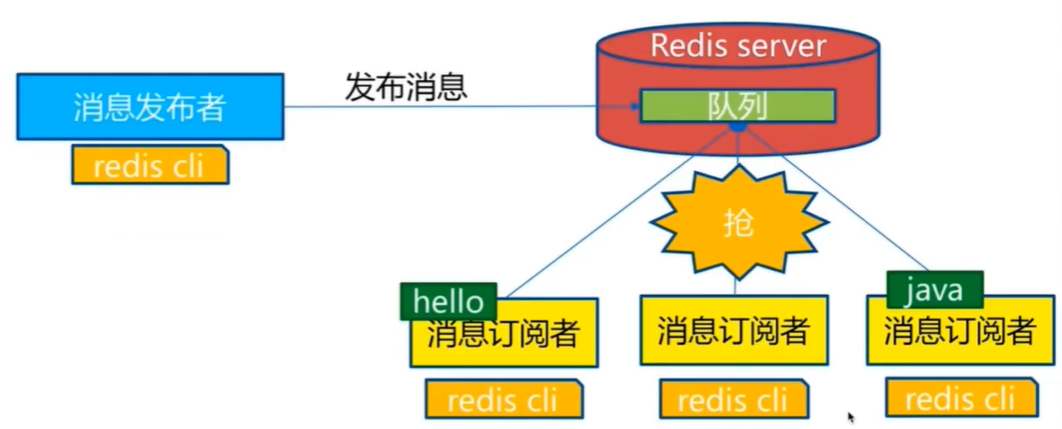 Redis server
发布消息
队列
消息发布者
redis cli
抢
hello
java
消息订阅者
消息订阅者
消息订阅者
redis cli
redis cli
redis cli